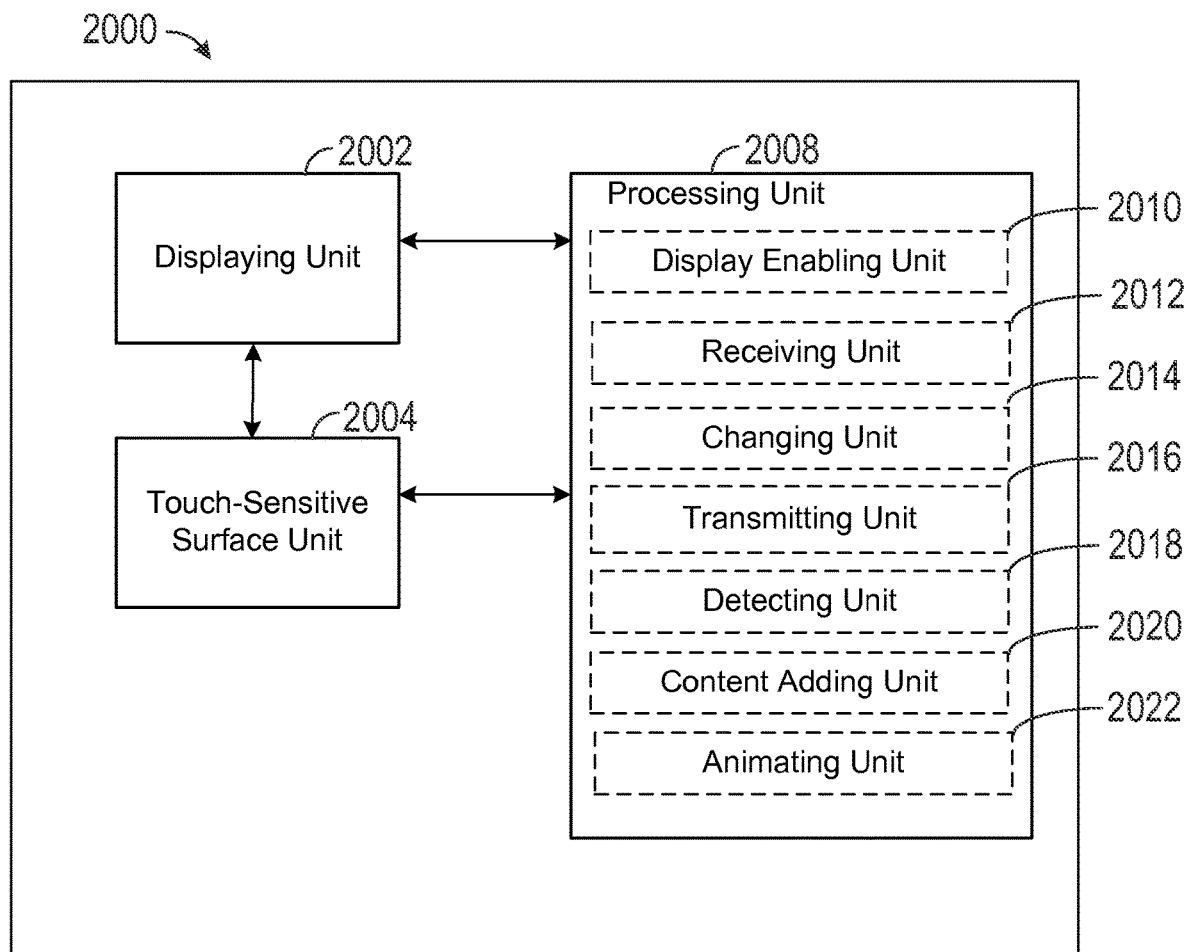 2000
2002
Displaying Unit
2004
Touch-Sensitive
Surface Unit
2008
Processing Unit
2010
Display Enabling Unit
2012
Receiving Unit
2014
Changing Unit
2016
Transmitting Unit
2018
Detecting Unit
2020
Content Adding Unit
2022
Animating Unit